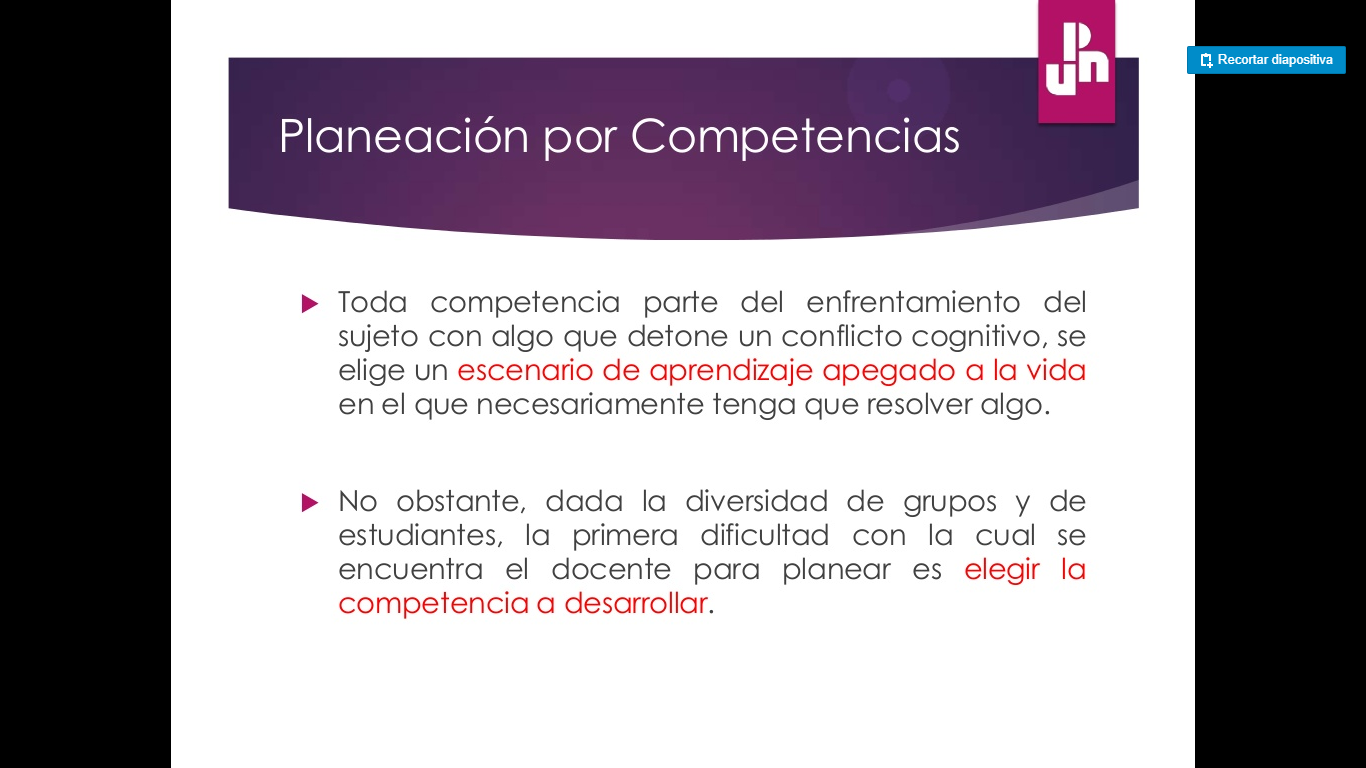 upn
Recortar diapositiva
Planeación por Competencias
Toda competencia parte del enfrentamiento del
sujeto con algo que detone un conflicto cognitivo, se
elige un escenario de aprendizaje apegado a la vida
en el que necesariamente tenga que resolver algo.
No obstante, dada la diversidad de grupos y de
estudiantes, la primera dificultad con la cual se
encuentra el docente para planear es elegir la
competencia a desarrollar.